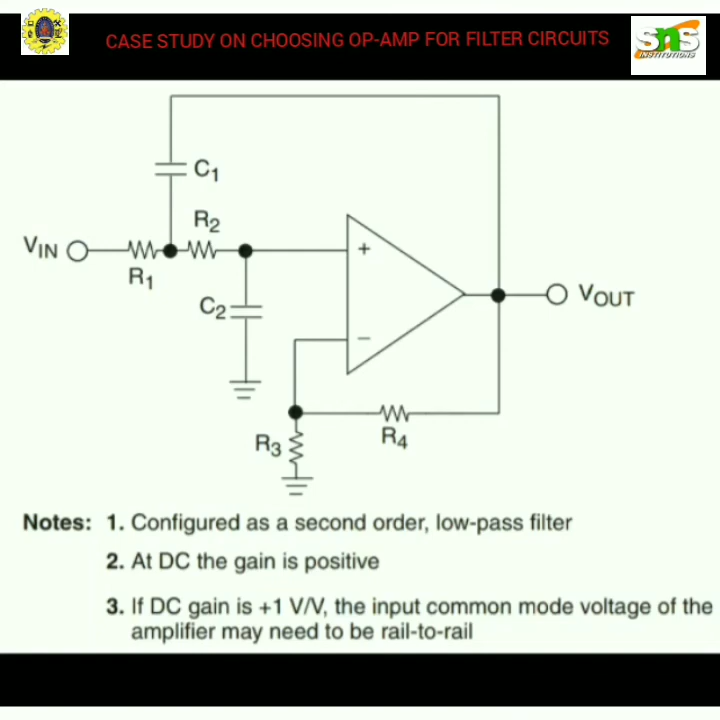 CASE STUDY ON CHOOSING OP-AMP FOR FILTER CIRCUITS
SNS
INSTITUTIONS
C1
R2
VIN
+
R1
C2
VOUT
−
R3
R4
Notes: 1. Configured as a second order, low-pass filter
2. At DC the gain is positive
3. If DC gain is +1 V/V, the input common mode voltage of the
amplifier may need to be rail-to-rail